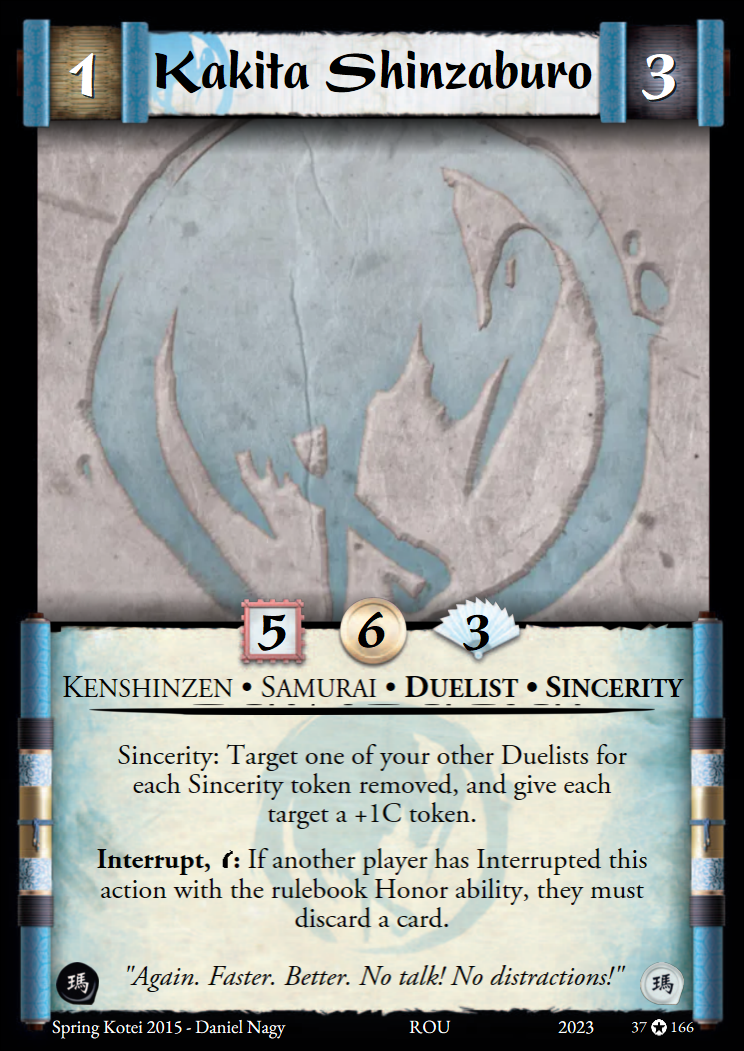 1 Kakita Shinzaburo 3
5 6 3
KENSHINZEN • SAMURAI • DUELIST • SINCERITY
Sincerity: Target one of your other Duelists for
each Sincerity token removed, and give each
target a +1C token.
Interrupt, : If another player has Interrupted this
action with the rulebook Honor ability, they must
discard a card.
"Again. Faster. Better. No talk! No distractions!"
瑪 瑪
Spring Kotei 2015 - Daniel Nagy ROU 2023 37 ✪ 166